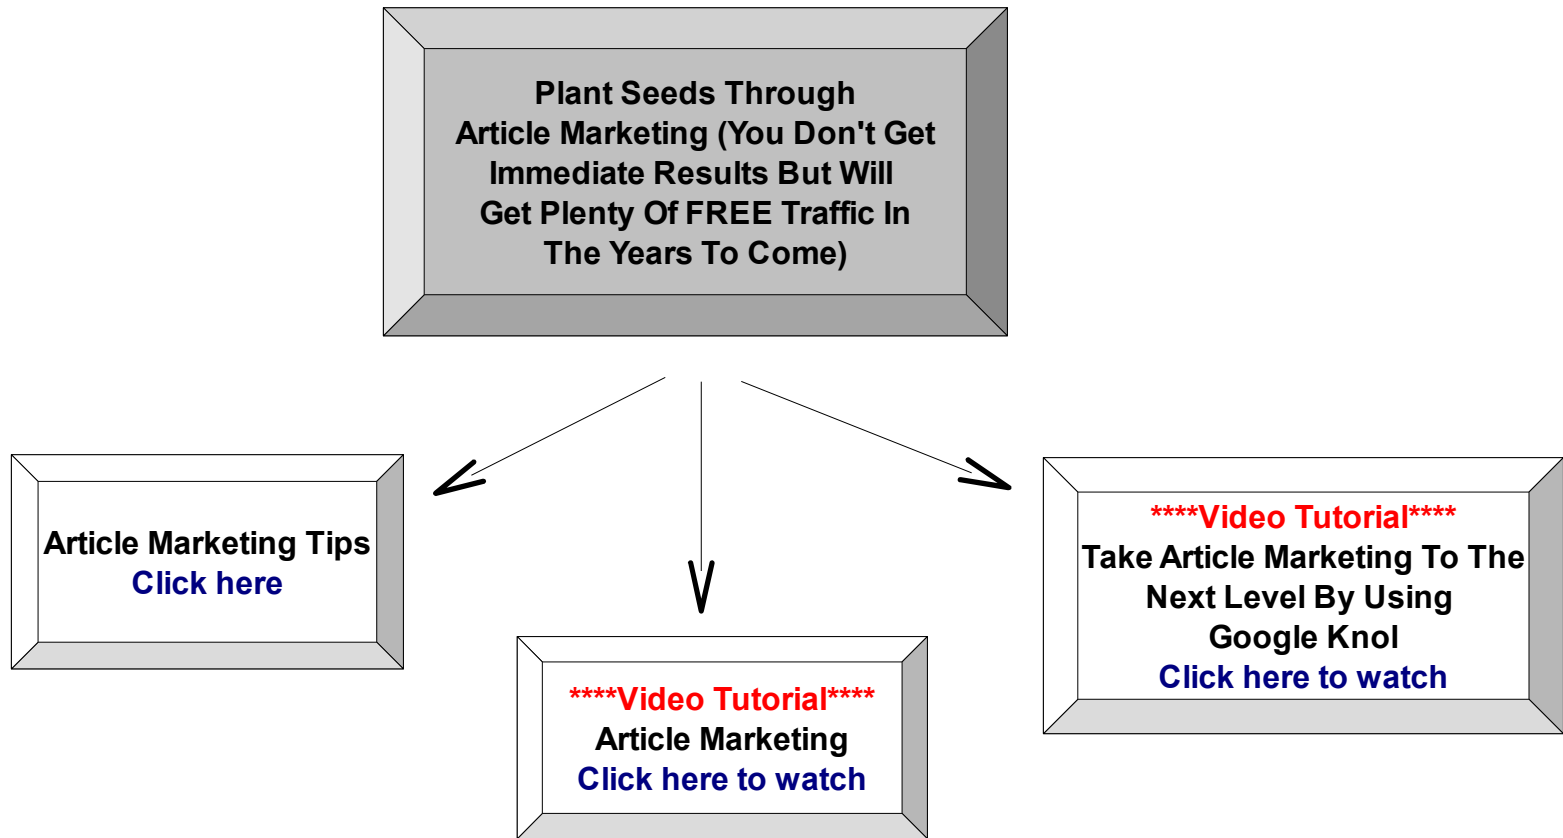 Plant Seeds Through
Article Marketing (You Don't Get
Immediate Results But Will
Get Plenty Of FREE Traffic In
The Years To Come)
Article Marketing Tips
Click here
****Video Tutorial****
Article Marketing
Click here to watch
****Video Tutorial****
Take Article Marketing To The
Next Level By Using
Google Knol
Click here to watch